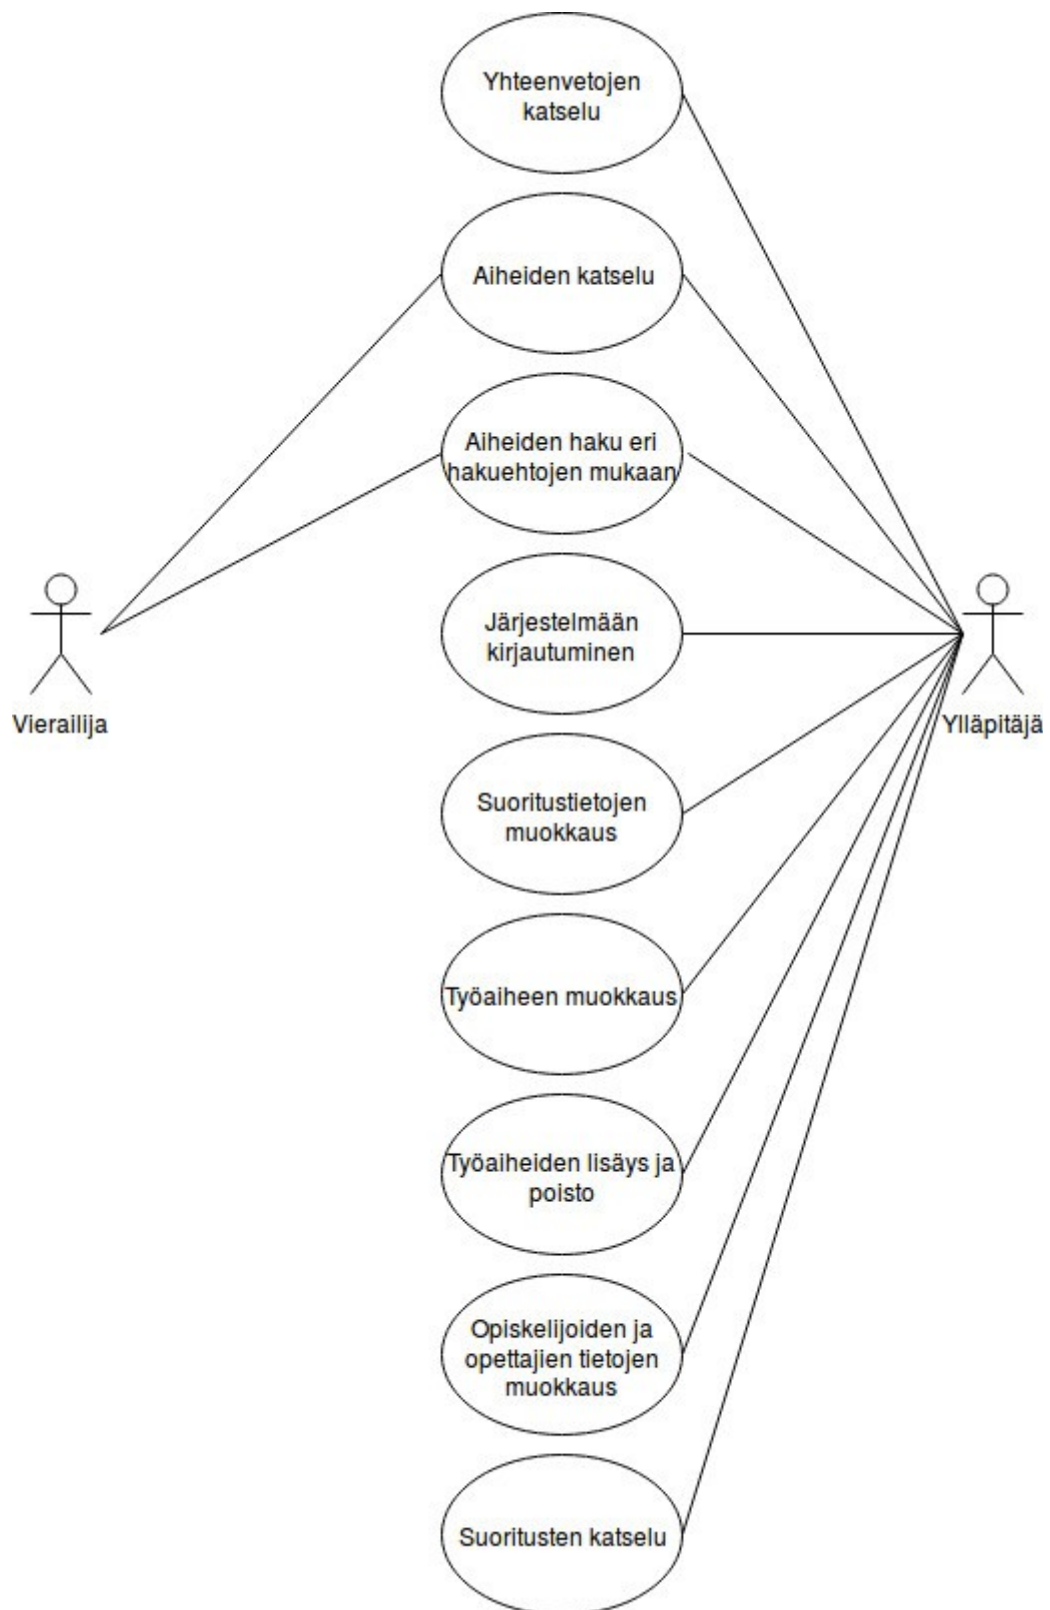 Yhteenvetojen
katselu
Aiheiden katselu
Aiheiden haku eri
hakuehtojen mukaan
Järjestelmään
kirjautuminen
Vierailija
Ylläpitäjä
Suoritustietojen
muokkaus
Työaiheen muokkaus
Työaiheiden lisäys ja
poisto
Opiskelijoiden ja
opettajien tietojen
muokkaus
Suoritusten katselu